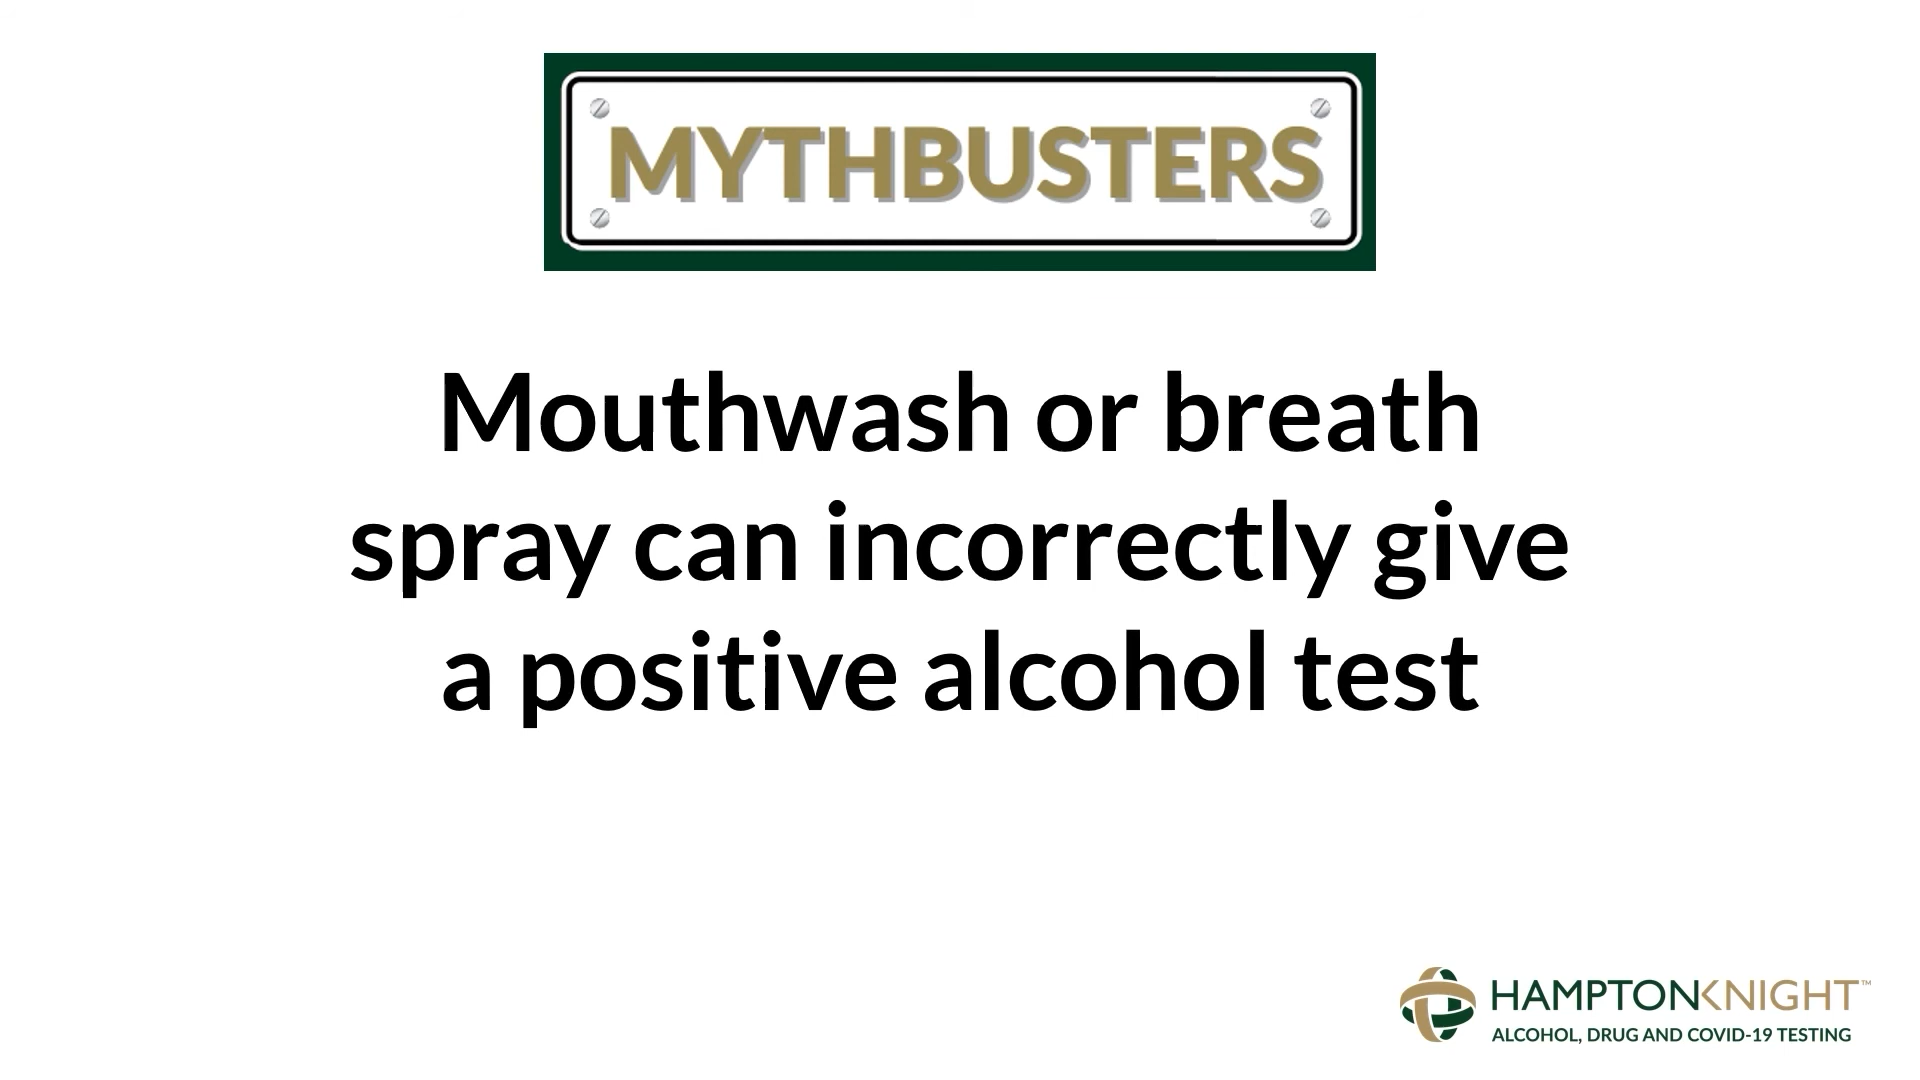 MYTHBUSTERS
Mouthwash or breath
spray can incorrectly give
a positive alcohol test
HAMPTONKNIGHT™
ALCOHOL, DRUG AND COVID-19 TESTING